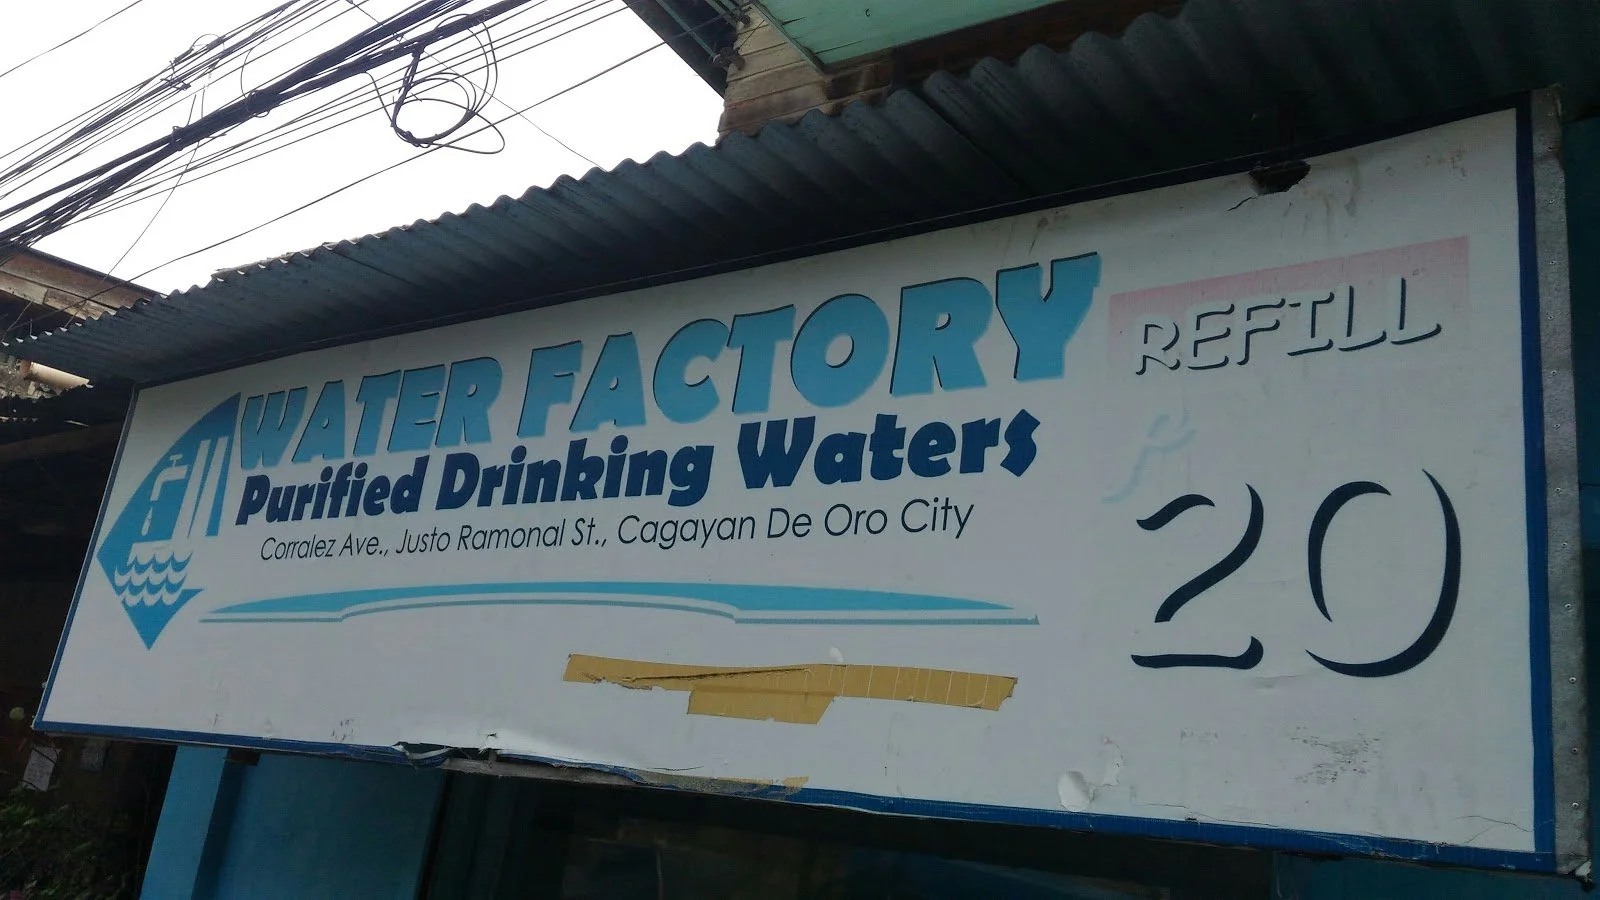 WATER FACTORY
Purified Drinking Waters
Corralez Ave., Justo Ramonal St., Cagayan De Oro City
REFILL
₱
20